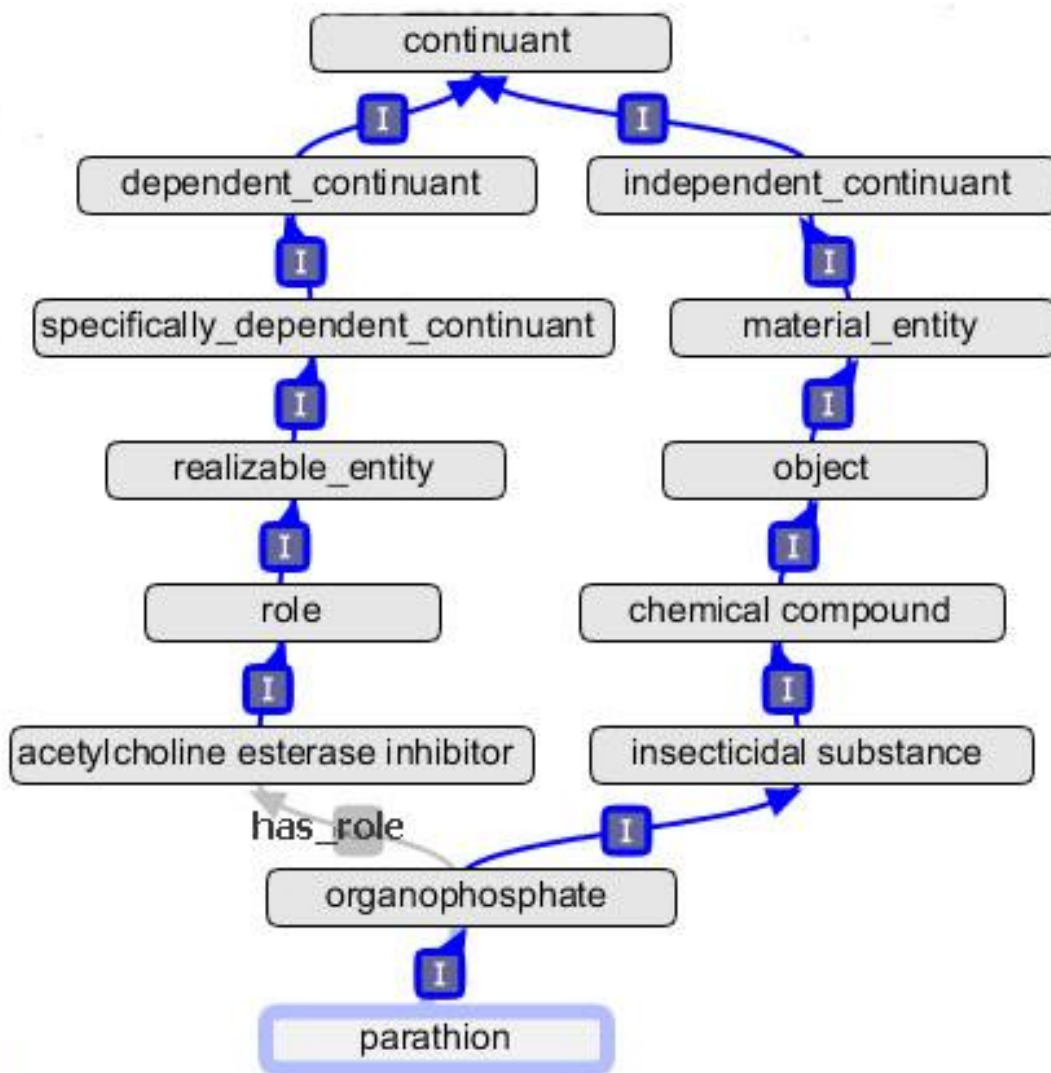 continuant
I
I
dependent_continuant
independent_continuant
I
I
specifically_dependent_continuant
material_entity
I
I
realizable_entity
object
I
I
role
chemical compound
I
I
acetylcholine esterase inhibitor
insecticidal substance
has_role
I
organophosphate
I
parathion